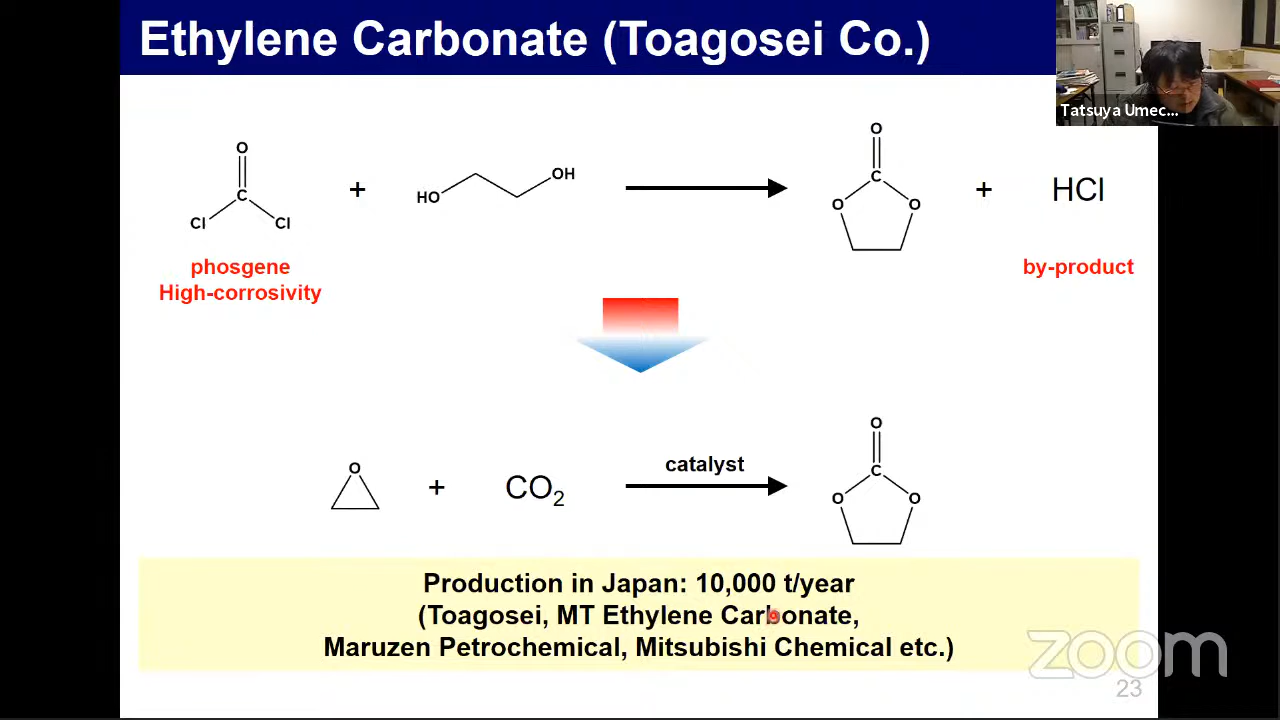 Ethylene Carbonate (Toagosei Co.)
Tatsuya Umec...
O
C
Cl
Cl
+
HO
OH
O
C
O
O
+
HCl
phosgene
High-corrosivity
by-product
O
+
CO₂
catalyst
O
C
O
O
Production in Japan: 10,000 t/year
(Toagosei, MT Ethylene Carbonate,
Maruzen Petrochemical, Mitsubishi Chemical etc.)
zoom
23